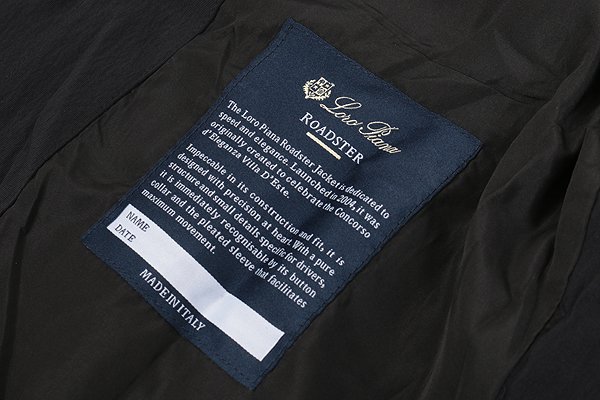 Loro Piana
ROADSTER
The Loro Piana Roadster Jacket is dedicated to
speed and elegance. Launched in 2004, it was
originally created to celebrate the Concorso
d'Eleganza Villa D'Este.
Impeccable in its construction and fit, it is
designed with precision at heart. With a pure
structure and small details specific for drivers,
it is immediately recognisable by its button
collar and the pleated sleeve that facilitates
maximum movement.
NAME
DATE
MADE IN ITALY